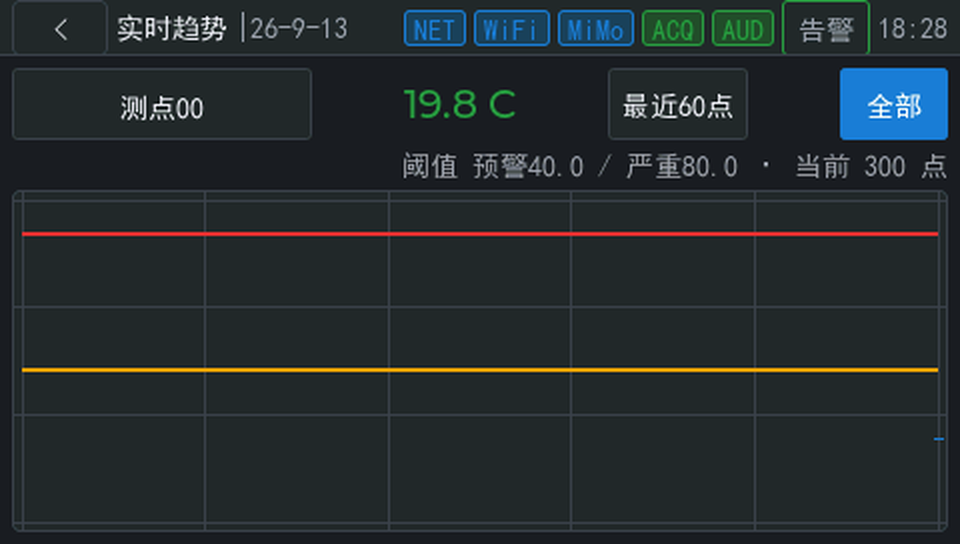 实时趋势 |26-9-13 NET WiFi MiMo ACQ AUD 告警 18:28
测点00 19.8 C 最近60点 全部
阈值 预警40.0 / 严重80.0 · 当前 300 点